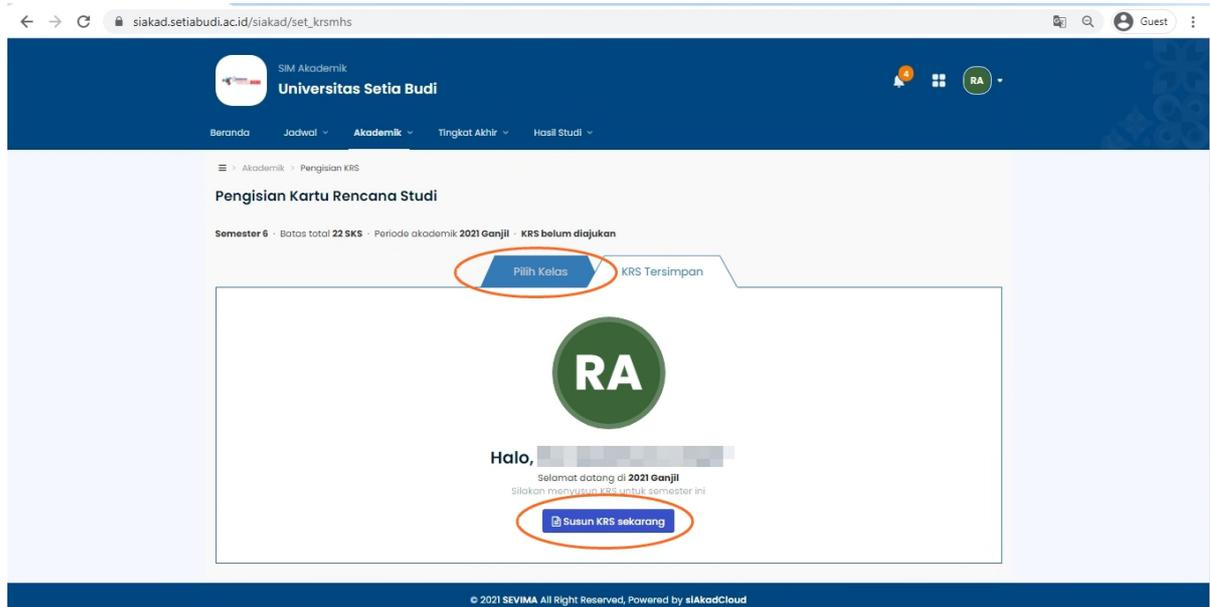 siakad.setiabudi.ac.id/siakad/set_krsmhs
Guest
SIM Akademik
Universitas Setia Budi
4
RA
Beranda Jadwal Akademik Tingkat Akhir Hasil Studi
Akademik > Pengisian KRS
Pengisian Kartu Rencana Studi
Semester 6 · Batas total 22 SKS · Periode akademik 2021 Ganjil · KRS belum diajukan
Pilih Kelas KRS Tersimpan
RA
Halo,
Selamat datang di 2021 Ganjil
Silakan menyusun KRS untuk semester ini
Susun KRS sekarang
© 2021 SEVIMA All Right Reserved, Powered by siAkadCloud